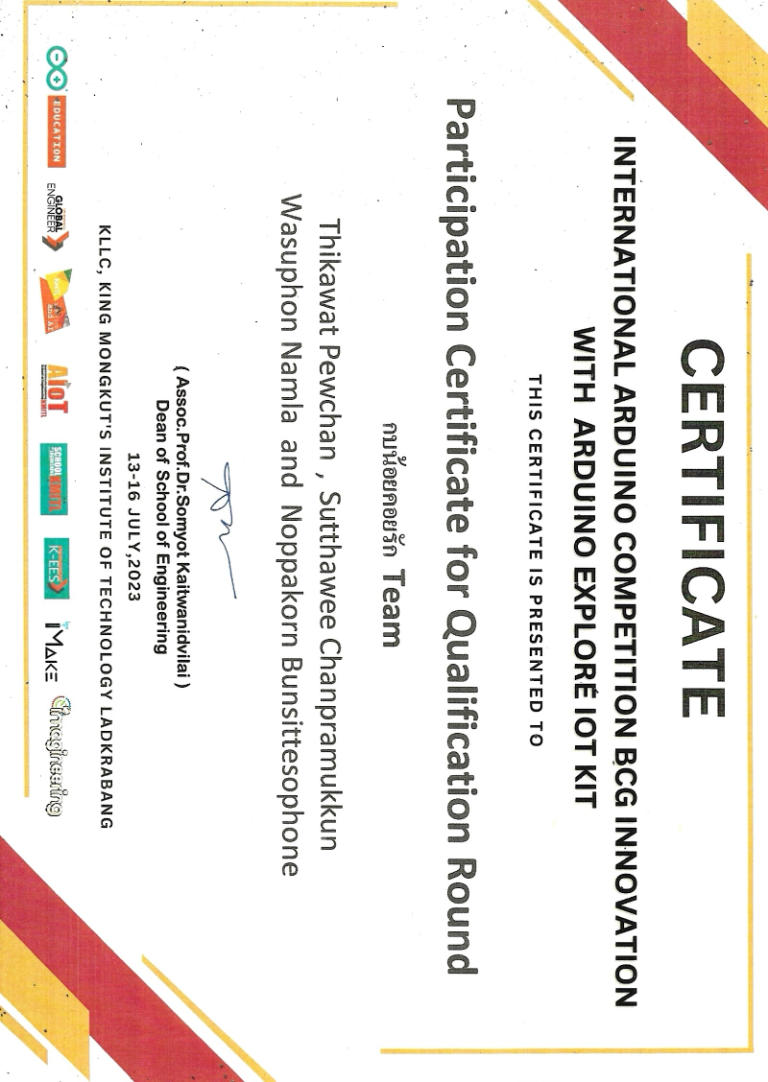 CERTIFICATE
INTERNATIONAL ARDUINO COMPETITION BCG INNOVATION
WITH ARDUINO EXPLORE IOT KIT
THIS CERTIFICATE IS PRESENTED TO
Participation Certificate for Qualification Round
กบน้อยคอยรัก Team
Thikawat Pewchan , Sutthawee Chanpramukkun
Wasuphon Namla and Noppakorn Bunsittesophone
( Assoc.Prof.Dr.Somyot Kaitwanidvilai )
Dean of School of Engineering
13-16 JULY,2023
KLLC, KING MONGKUT'S INSTITUTE OF TECHNOLOGY LADKRABANG
EDUCATION
GLOBAL
ENGINEER
and AI
AIoT
SCHOOL
KMITL
K-EES
iMAKE
imagineering